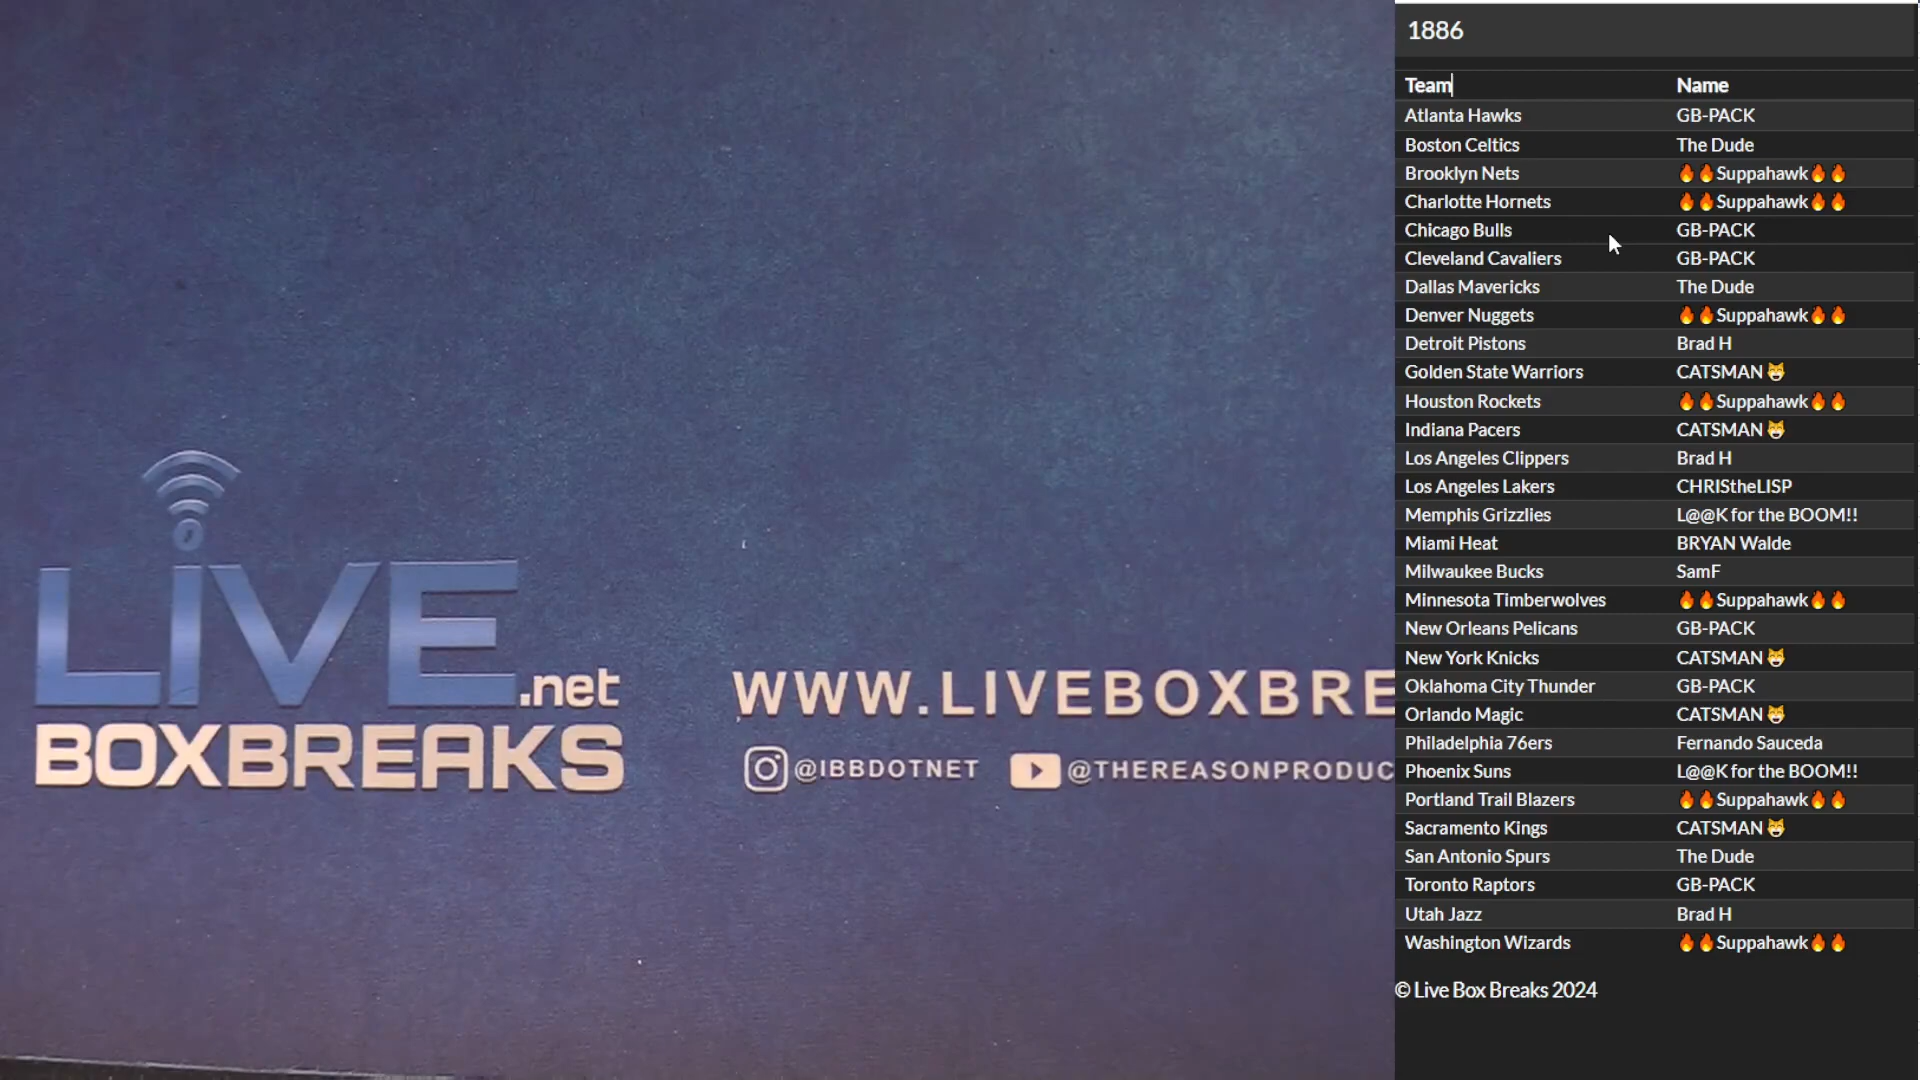 LIVE.net
BOXBREAKS
WWW.LIVEBOXBRE
@IBBDOTNET @THEREASONPRODUC
1886
Team Name
Atlanta Hawks GB-PACK
Boston Celtics The Dude
Brooklyn Nets 🔥🔥Suppahawk🔥🔥
Charlotte Hornets 🔥🔥Suppahawk🔥🔥
Chicago Bulls GB-PACK
Cleveland Cavaliers GB-PACK
Dallas Mavericks The Dude
Denver Nuggets 🔥🔥Suppahawk🔥🔥
Detroit Pistons Brad H
Golden State Warriors CATSMAN 😸
Houston Rockets 🔥🔥Suppahawk🔥🔥
Indiana Pacers CATSMAN 😸
Los Angeles Clippers Brad H
Los Angeles Lakers CHRIStheLISP
Memphis Grizzlies L@@K for the BOOM!!
Miami Heat BRYAN Walde
Milwaukee Bucks SamF
Minnesota Timberwolves 🔥🔥Suppahawk🔥🔥
New Orleans Pelicans GB-PACK
New York Knicks CATSMAN 😸
Oklahoma City Thunder GB-PACK
Orlando Magic CATSMAN 😸
Philadelphia 76ers Fernando Sauceda
Phoenix Suns L@@K for the BOOM!!
Portland Trail Blazers 🔥🔥Suppahawk🔥🔥
Sacramento Kings CATSMAN 😸
San Antonio Spurs The Dude
Toronto Raptors GB-PACK
Utah Jazz Brad H
Washington Wizards 🔥🔥Suppahawk🔥🔥
© Live Box Breaks 2024